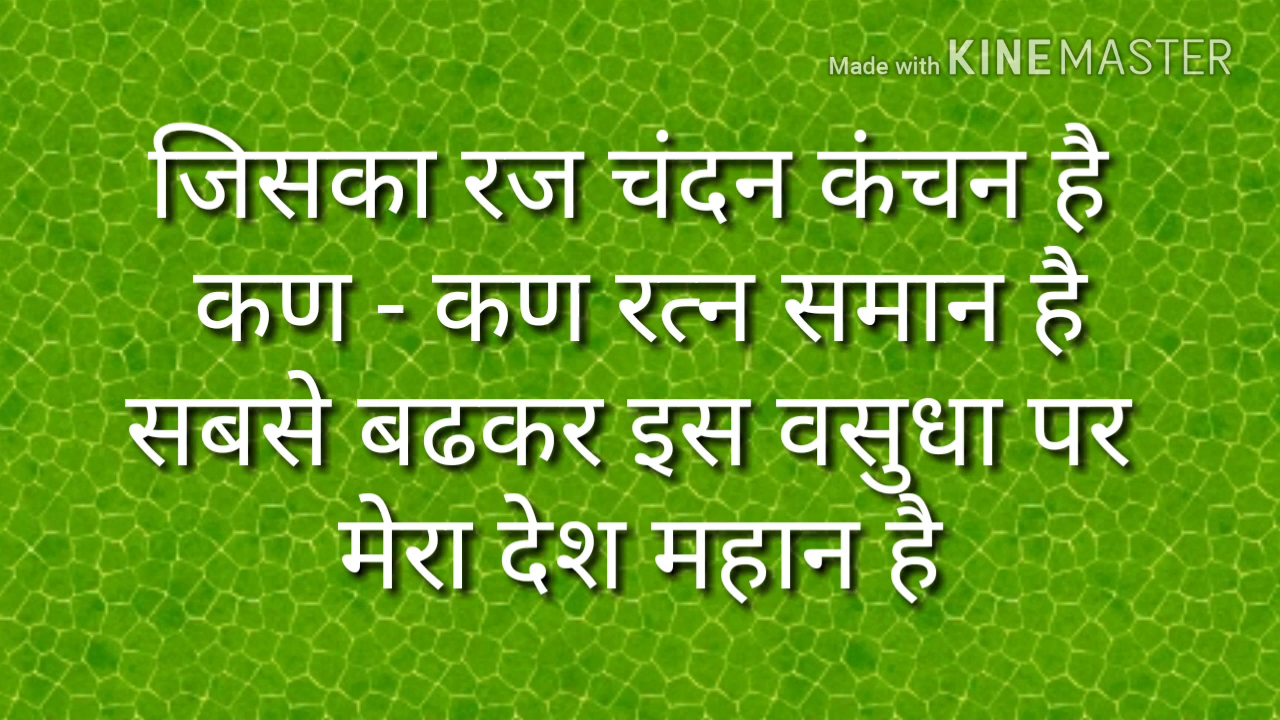 Made with KINEMASTER
जिसका रज चंदन कंचन है
कण - कण रत्न समान है
सबसे बढकर इस वसुधा पर
मेरा देश महान है